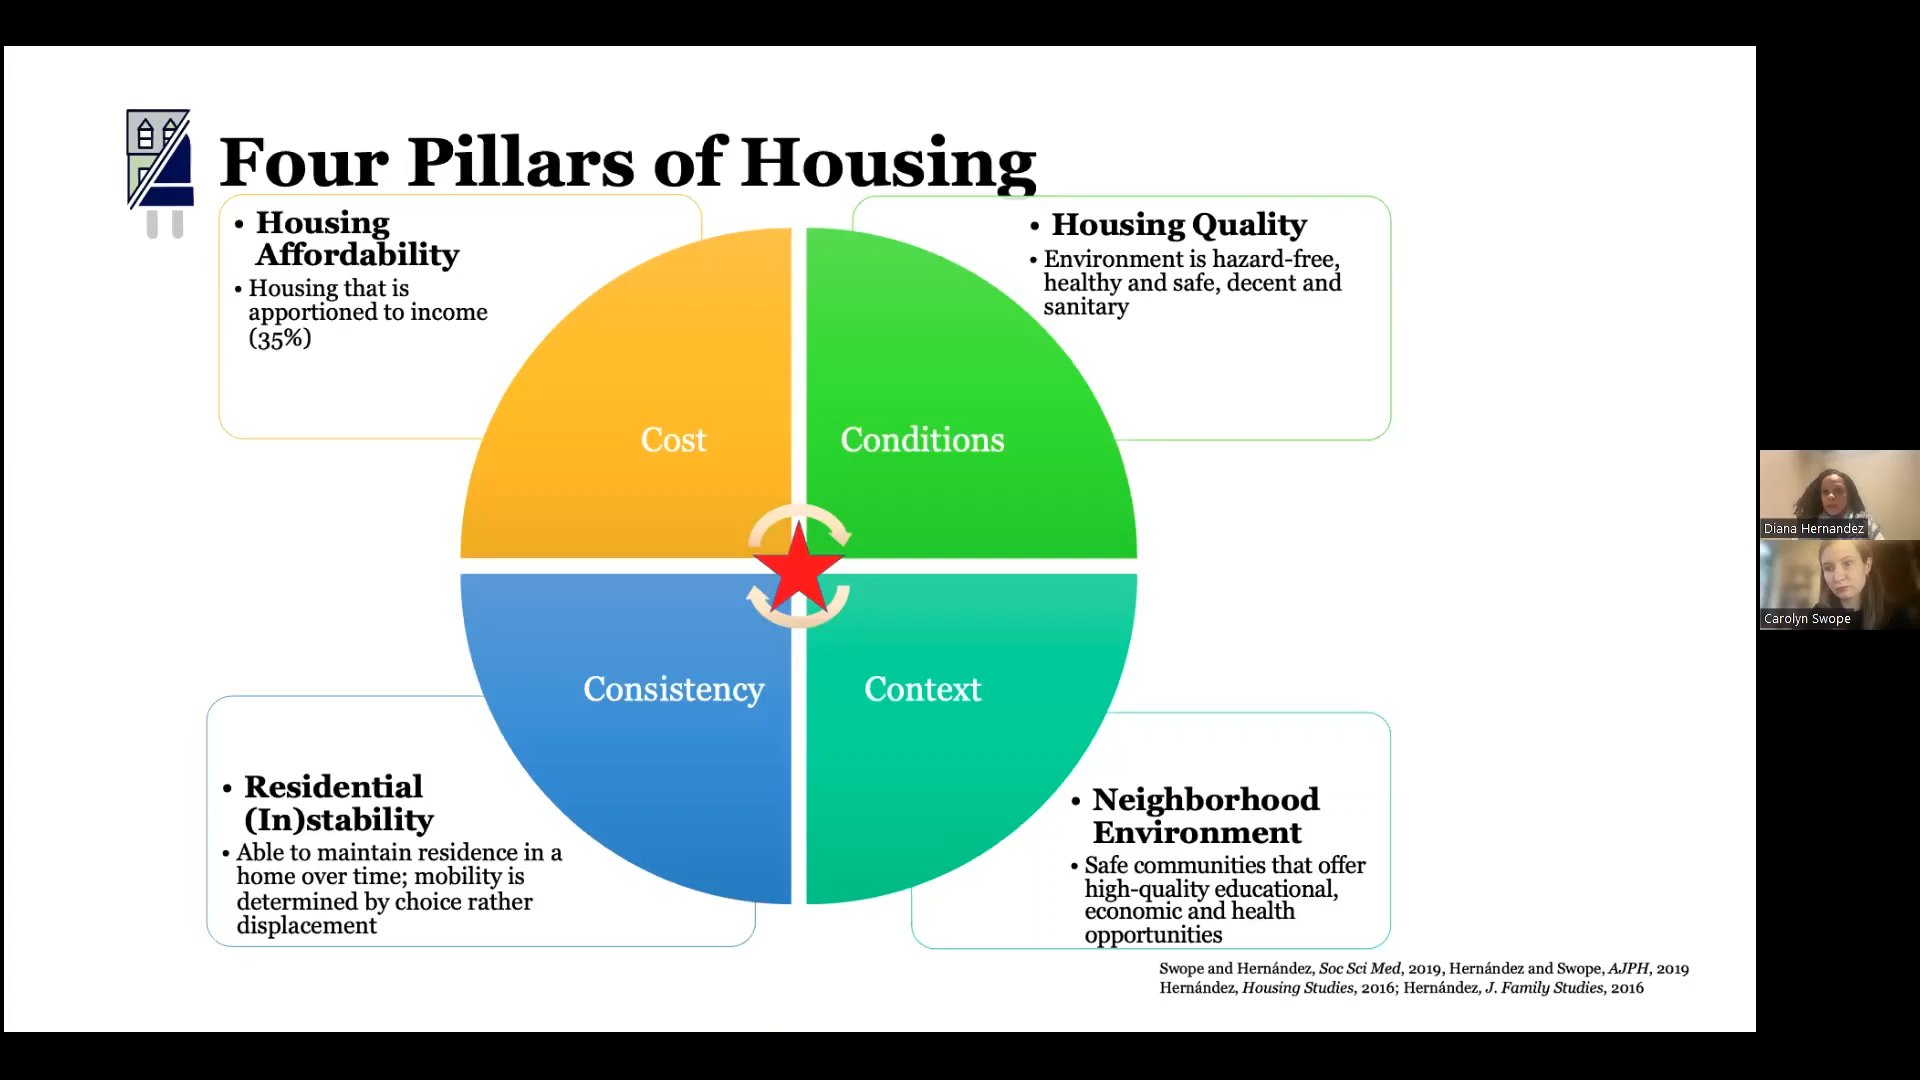 Four Pillars of Housing
• Housing
Affordability
• Housing that is
apportioned to income
(35%)
• Housing Quality
• Environment is hazard-free,
healthy and safe, decent and
sanitary
Cost
Conditions
Consistency
Context
• Residential
(In)stability
• Able to maintain residence in a
home over time; mobility is
determined by choice rather
displacement
• Neighborhood
Environment
• Safe communities that offer
high-quality educational,
economic and health
opportunities
Swope and Hernández, Soc Sci Med, 2019, Hernández and Swope, AJPH, 2019
Hernández, Housing Studies, 2016; Hernández, J. Family Studies, 2016
Diana Hernandez
Carolyn Swope